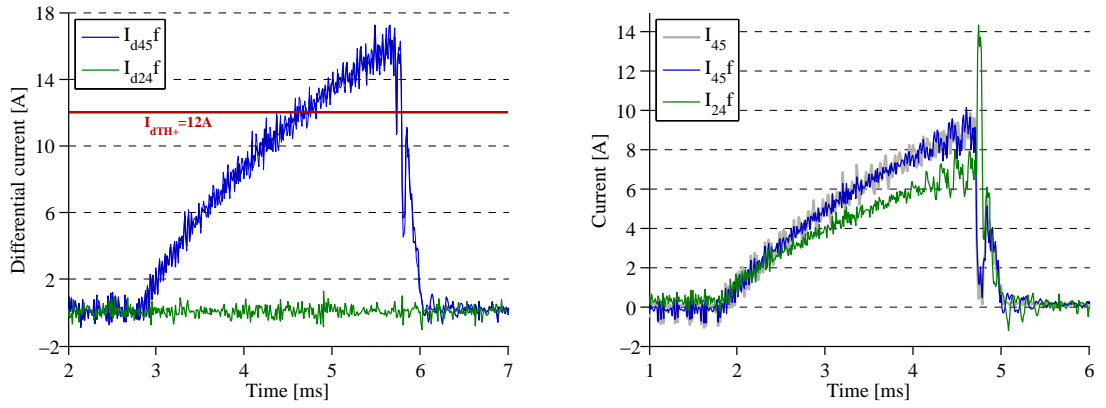 Differential current [A]
18
14
10
6
2
−2
I_d45f
I_d24f
I_dTH+=12A
2 3 4 5 6 7
Time [ms]
Current [A]
14
12
10
8
6
4
2
0
−2
I_45
I_45f
I_24f
1 2 3 4 5 6
Time [ms]